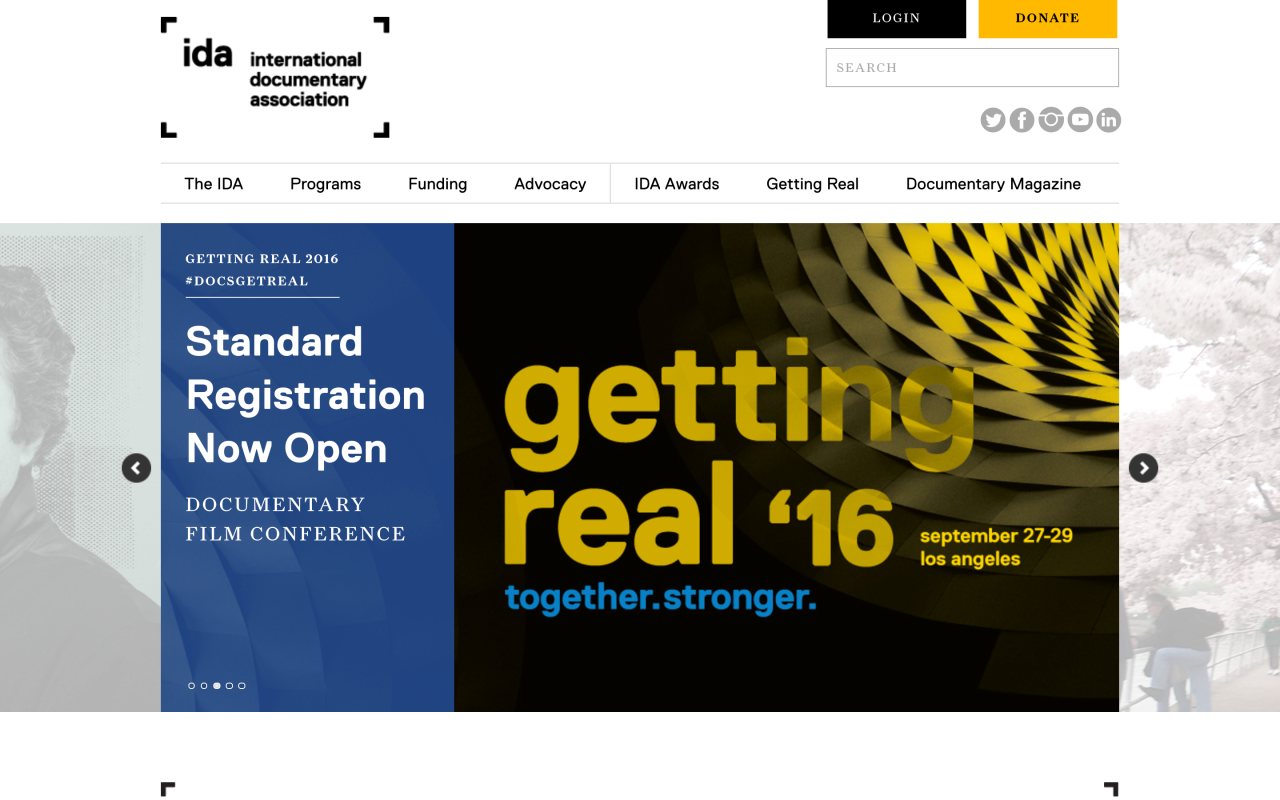 LOGIN
DONATE
ida international
documentary
association
SEARCH
The IDA
Programs
Funding
Advocacy
IDA Awards
Getting Real
Documentary Magazine
GETTING REAL 2016
#DOCSGETREAL
Standard
Registration
Now Open
DOCUMENTARY
FILM CONFERENCE
getting
real ‘16
september 27-29
los angeles
together.stronger.